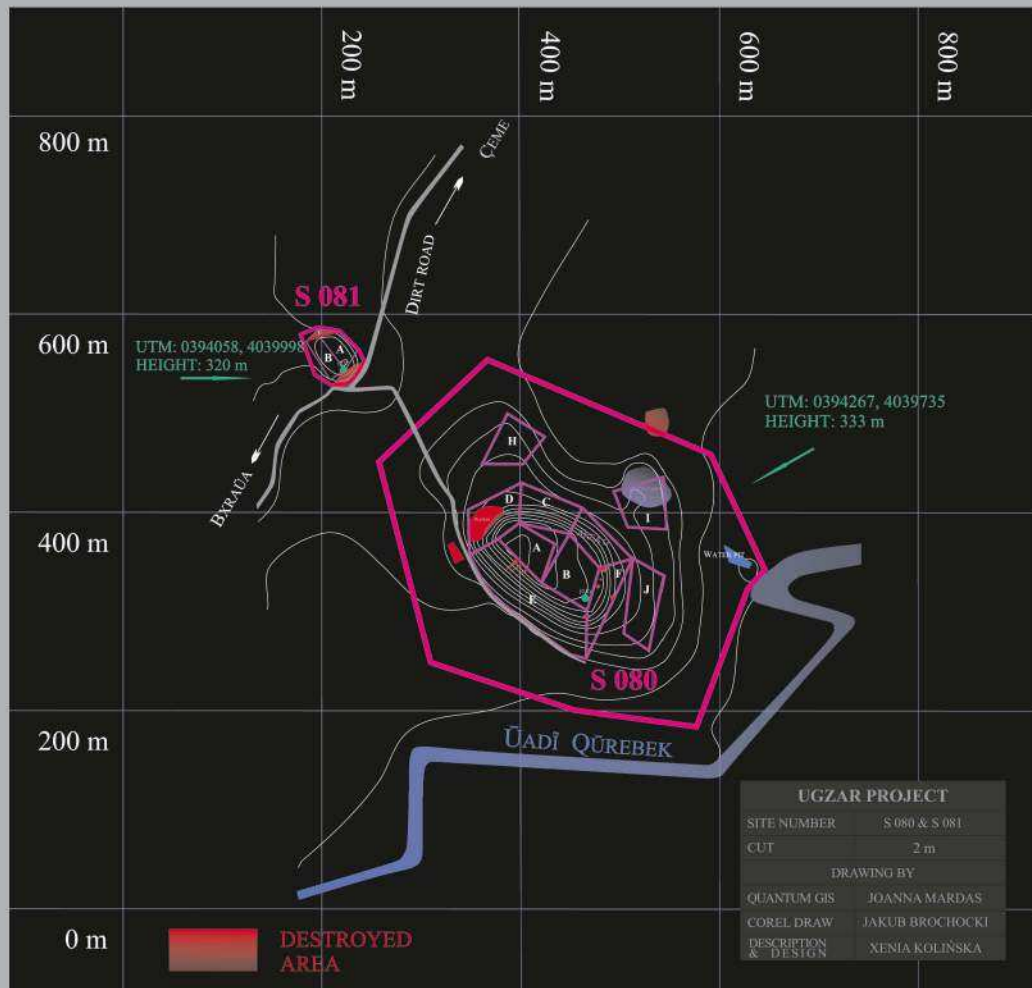 200 m
400 m
600 m
800 m
800 m
600 m
400 m
200 m
0 m
ÇEME
DIRT ROAD
S 081
A
B
UTM: 0394058, 4039998
HEIGHT: 320 m
BXRAŪA
UTM: 0394267, 4039735
HEIGHT: 333 m
H
D
C
I
A
B
F
E
J
WATER PIT
S 080
ŪADĪ QŪREBEK
UGZAR PROJECT
SITE NUMBER S 080 & S 081
CUT 2 m
DRAWING BY
QUANTUM GIS JOANNA MARDAS
COREL DRAW JAKUB BROCHOCKI
DESCRIPTION & DESIGN XENIA KOLIŃSKA
DESTROYED
AREA